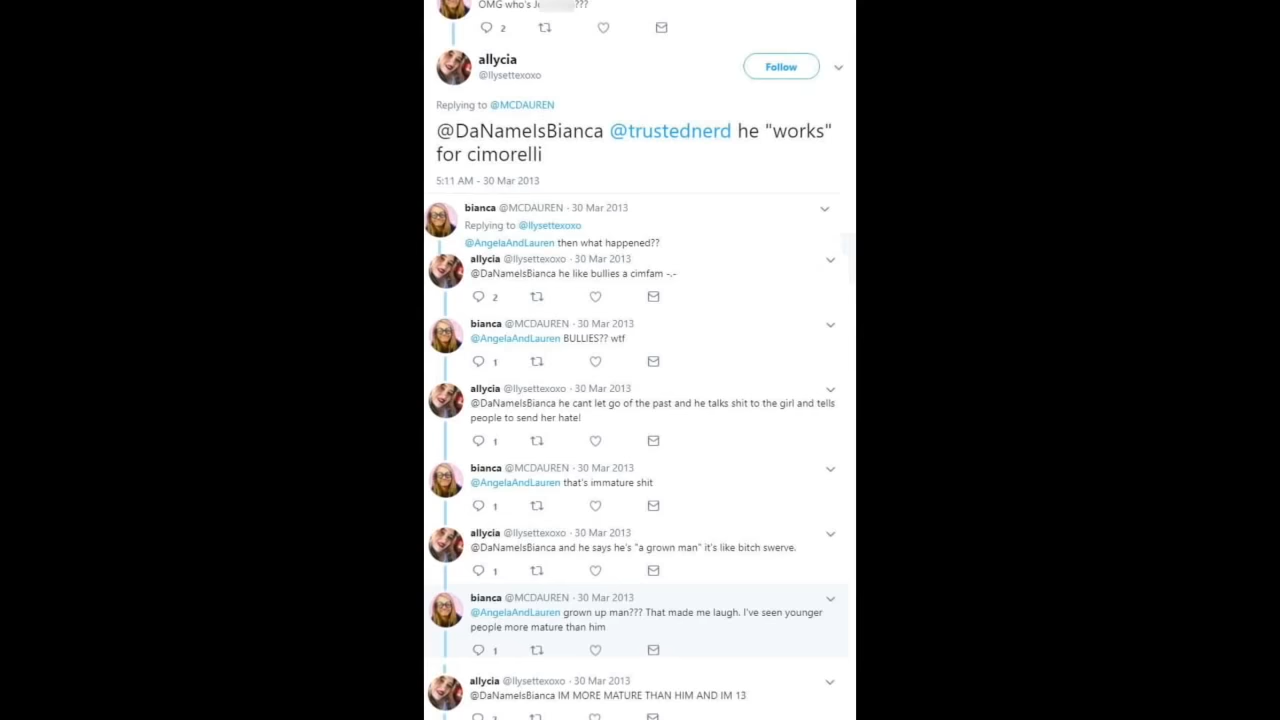 OMG who's J ???
2
allycia
@llysettexoxo
Follow
Replying to @MCDAUREN
@DaNameIsBianca @trustednerd he "works"
for cimorelli
5:11 AM - 30 Mar 2013
bianca @MCDAUREN · 30 Mar 2013
Replying to @llysettexoxo
@AngelaAndLauren then what happened??
allycia @llysettexoxo · 30 Mar 2013
@DaNameIsBianca he like bullies a cimfam -.-
2
bianca @MCDAUREN · 30 Mar 2013
@AngelaAndLauren BULLIES?? wtf
1
allycia @llysettexoxo · 30 Mar 2013
@DaNameIsBianca he cant let go of the past and he talks shit to the girl and tells
people to send her hate!
1
bianca @MCDAUREN · 30 Mar 2013
@AngelaAndLauren that's immature shit
1
allycia @llysettexoxo · 30 Mar 2013
@DaNameIsBianca and he says he's "a grown man" it's like bitch swerve.
1
bianca @MCDAUREN · 30 Mar 2013
@AngelaAndLauren grown up man??? That made me laugh. I've seen younger
people more mature than him
1
allycia @llysettexoxo · 30 Mar 2013
@DaNameIsBianca IM MORE MATURE THAN HIM AND IM 13